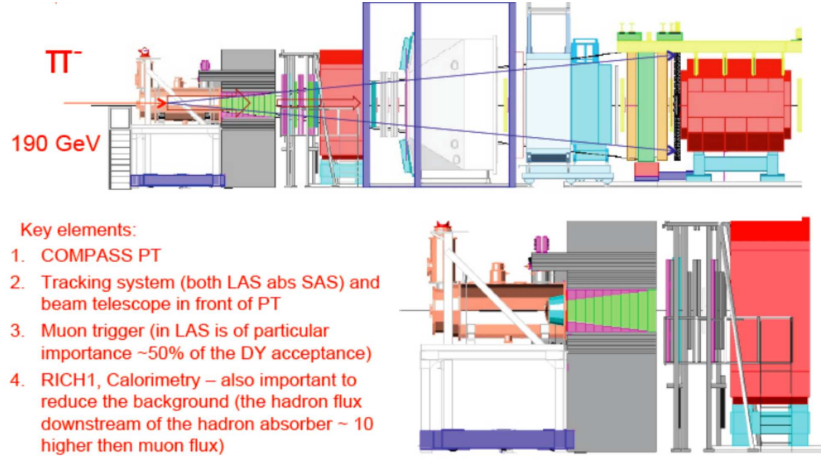 π⁻
190 GeV
Key elements:
1. COMPASS PT
2. Tracking system (both LAS abs SAS) and
beam telescope in front of PT
3. Muon trigger (in LAS is of particular
importance ~50% of the DY acceptance)
4. RICH1, Calorimetry – also important to
reduce the background (the hadron flux
downstream of the hadron absorber ~ 10
higher then muon flux)